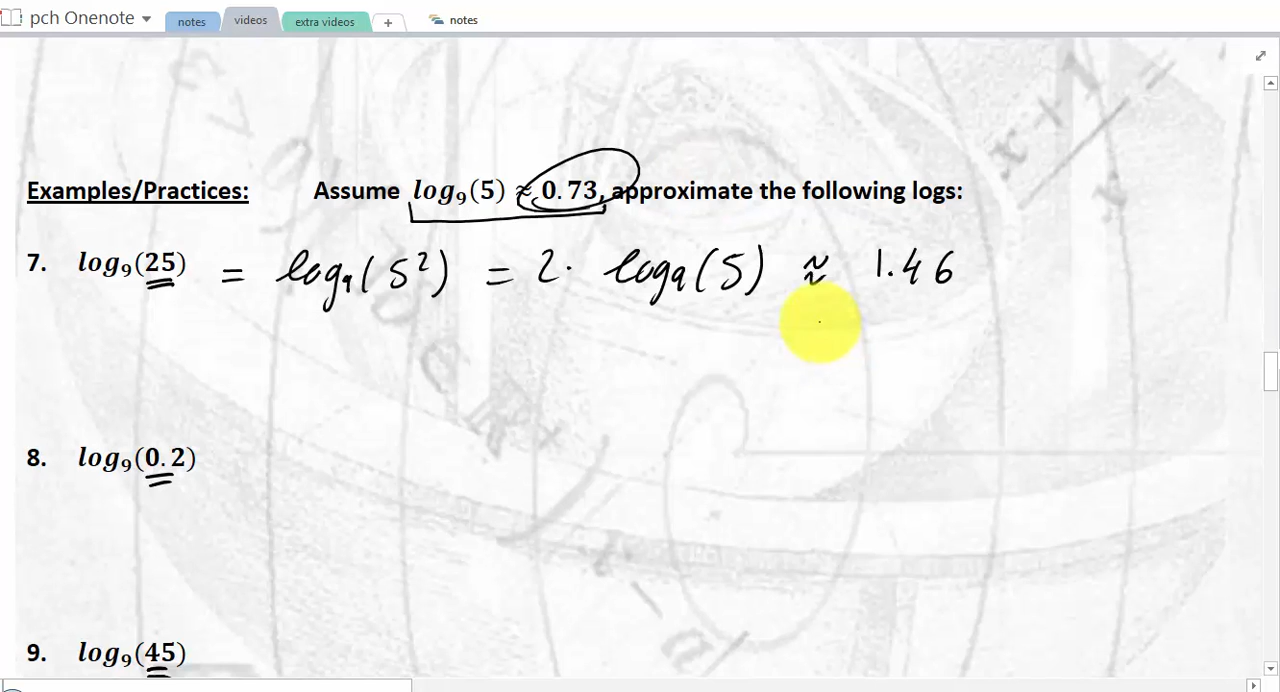 pch Onenote notes videos extra videos + notes
Examples/Practices: Assume log₉(5) ≈ 0.73, approximate the following logs:
7. log₉(25) = log₉(5²) = 2· log₉(5) ≈ 1.46
8. log₉(0.2)
9. log₉(45)